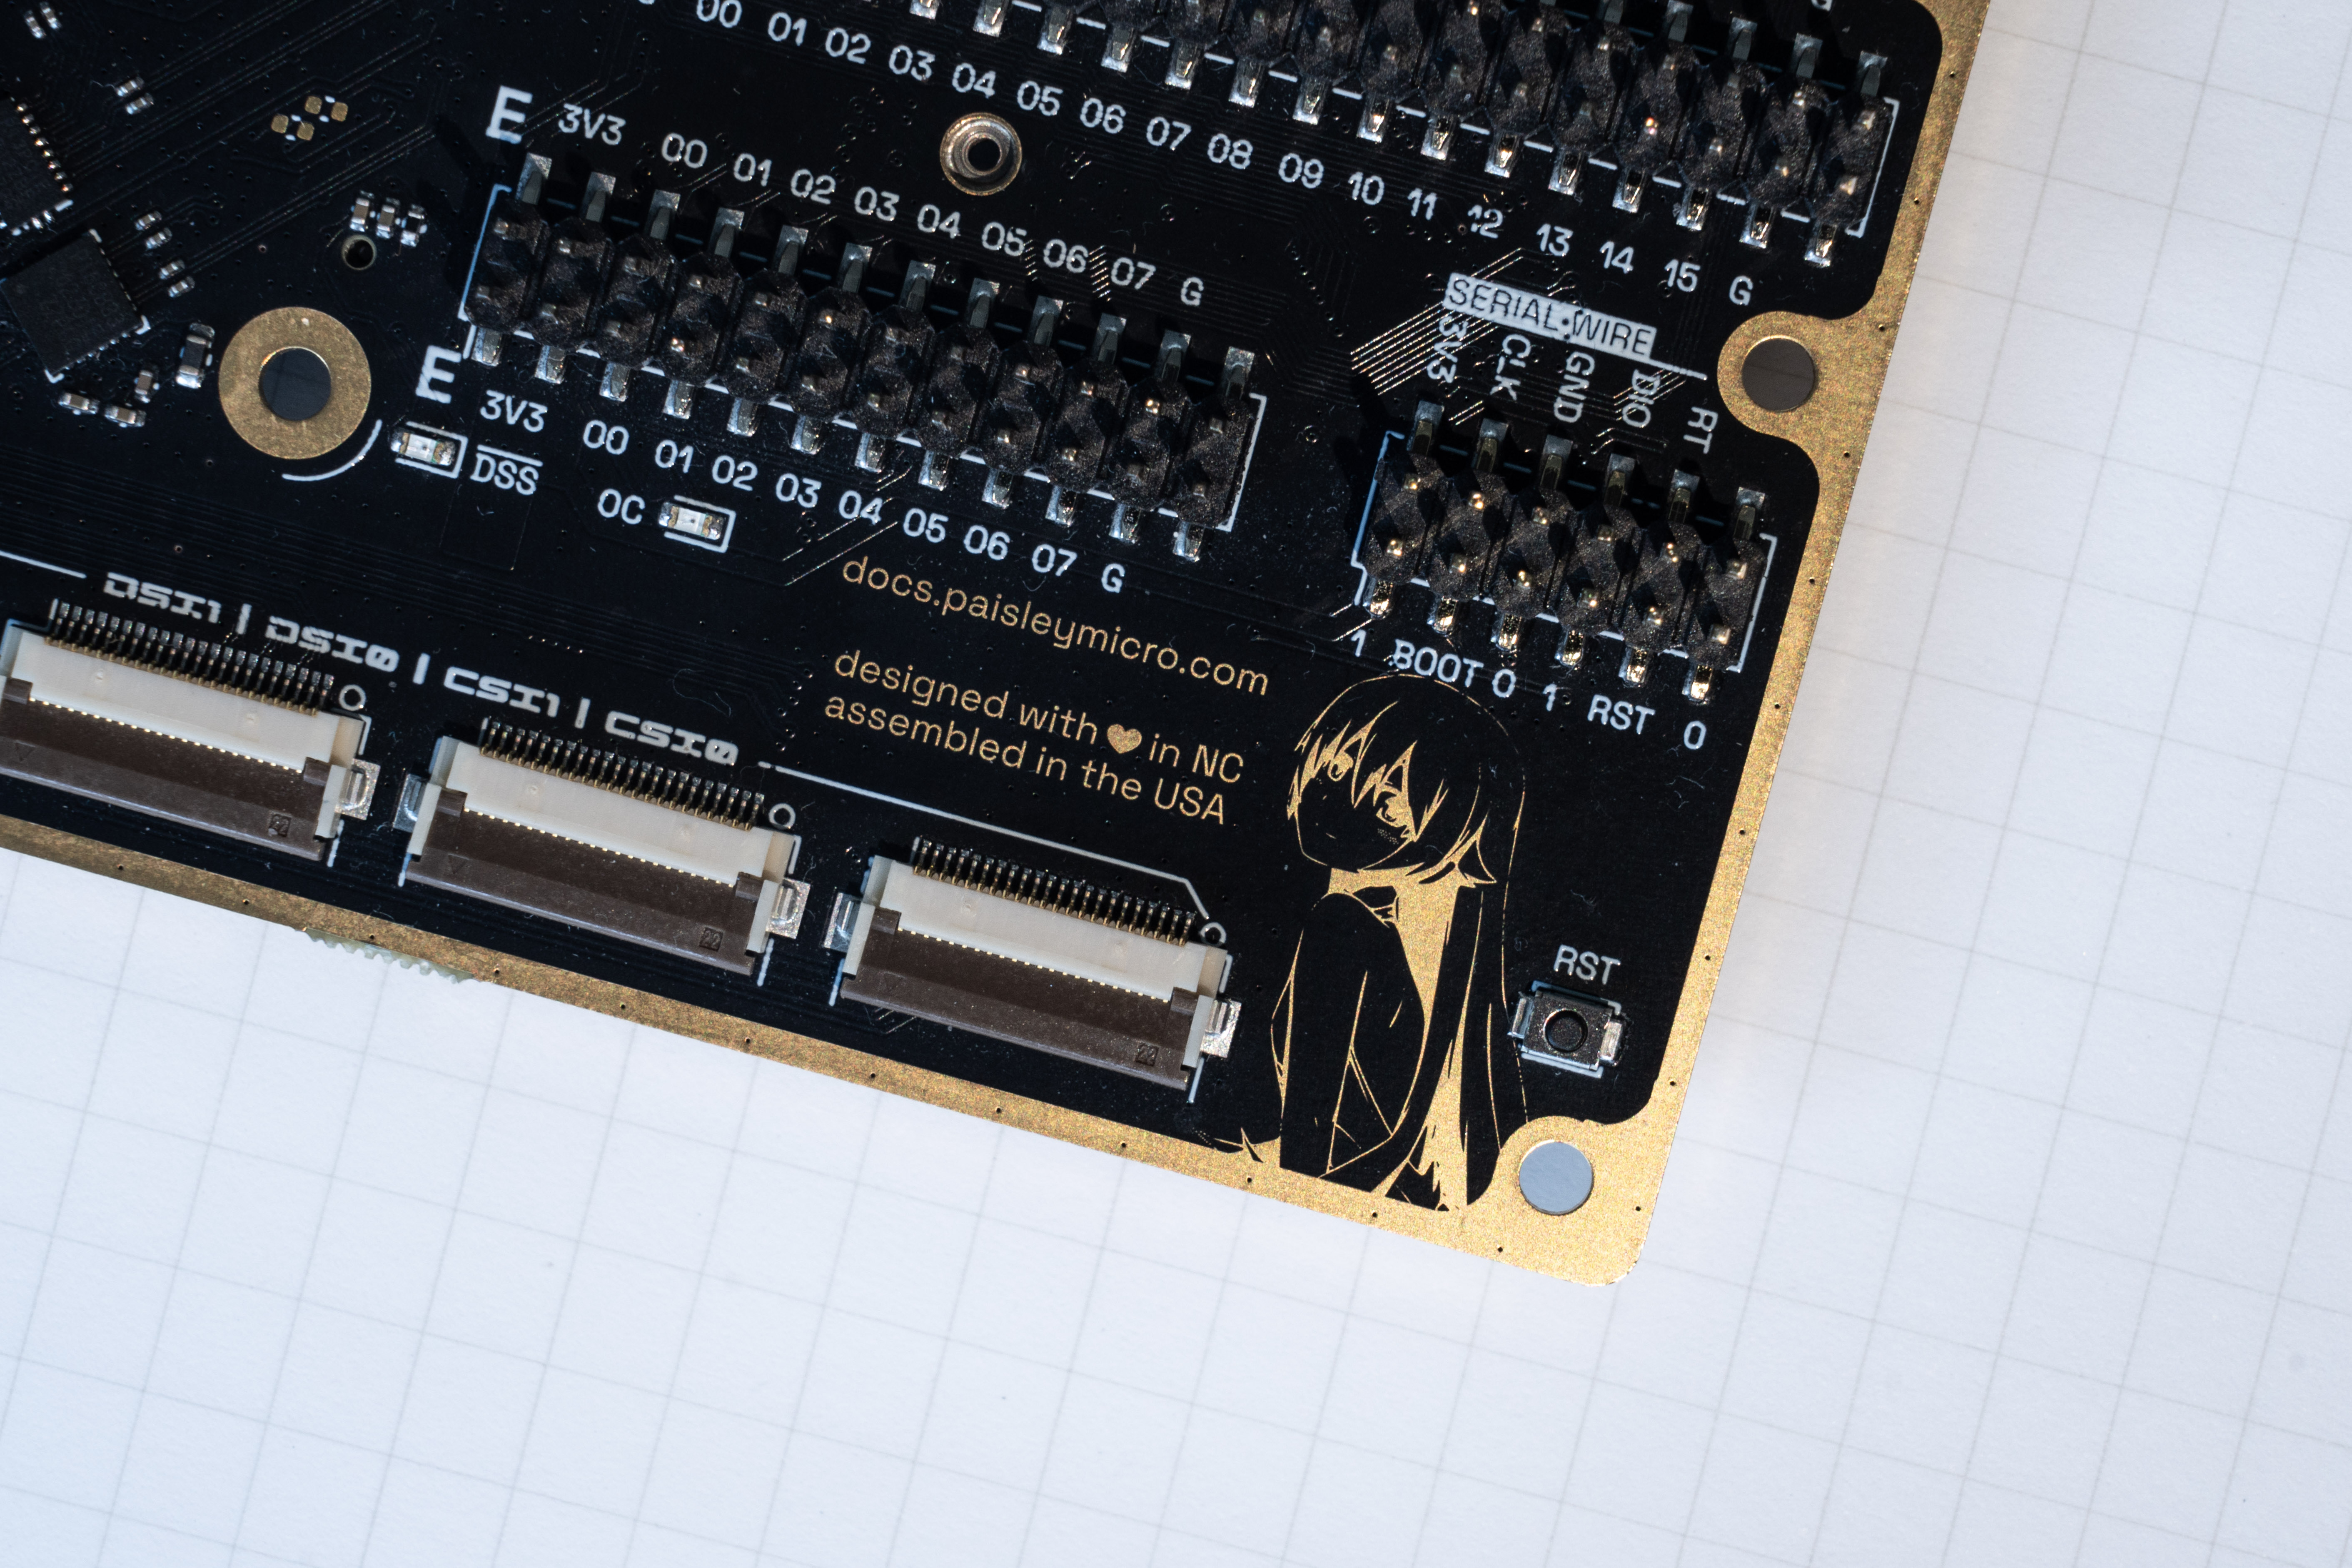 00 01 02 03 04 05 06 07 08 09 10 11 12 13 14 15 G
E 3V3 00 01 02 03 04 05 06 07 G
SERIAL WIRE
3V3 CLK GND DIO RT
E 3V3 00 01 02 03 04 05 06 07 G
DSS
OC
1 BOOT 0 1 RST 0
docs.paisleymicro.com
designed with ❤ in NC
assembled in the USA
DSI1 | DSI0 | CSI1 | CSI0
RST